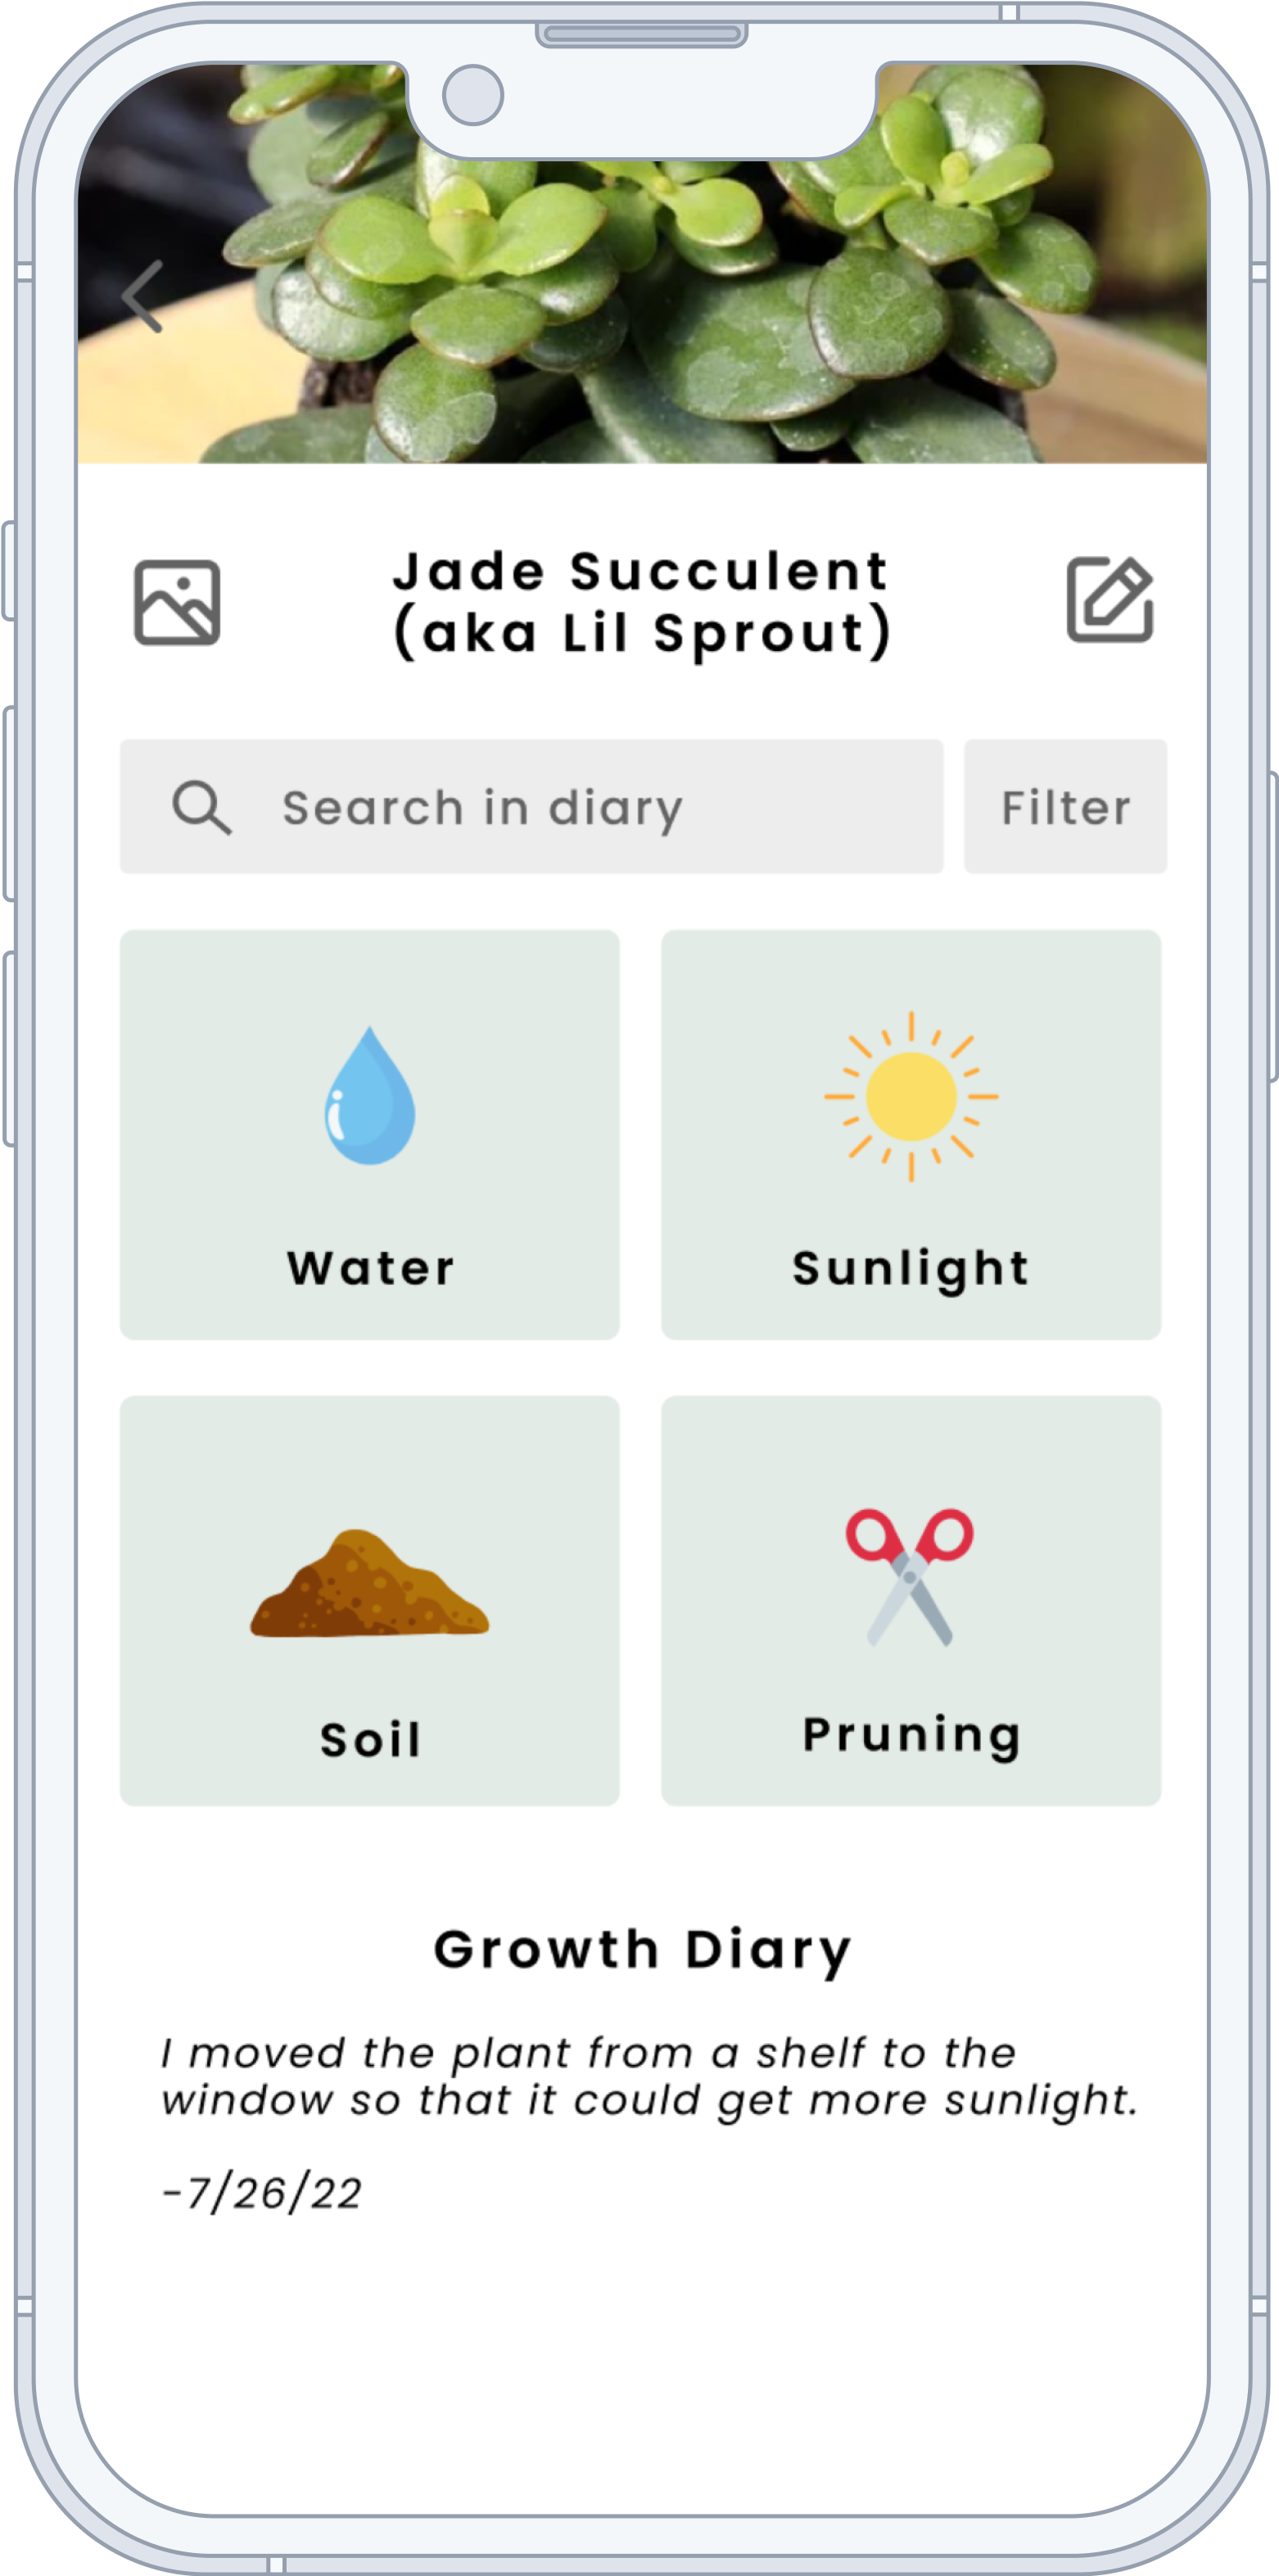 Jade Succulent
(aka Lil Sprout)
Search in diary
Filter
Water
Sunlight
Soil
Pruning
Growth Diary
I moved the plant from a shelf to the
window so that it could get more sunlight.
-7/26/22